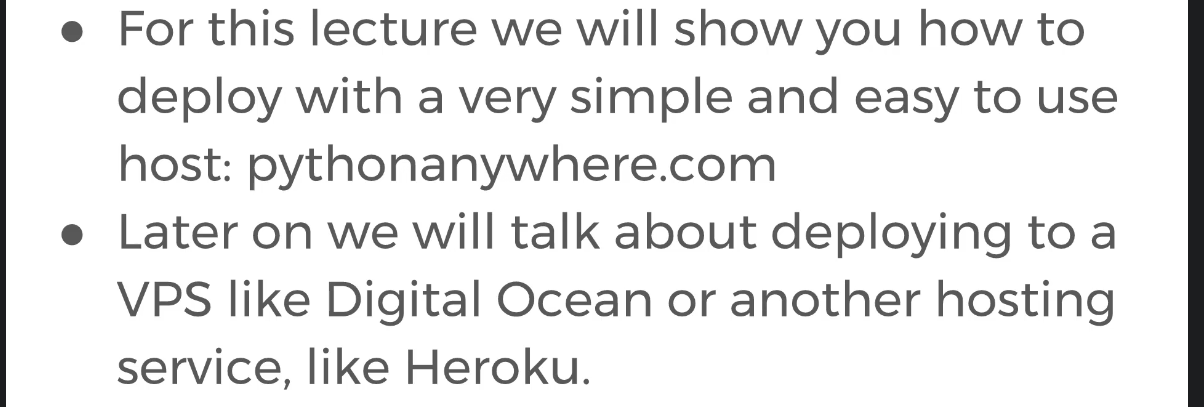 ● For this lecture we will show you how to
deploy with a very simple and easy to use
host: pythonanywhere.com
● Later on we will talk about deploying to a
VPS like Digital Ocean or another hosting
service, like Heroku.